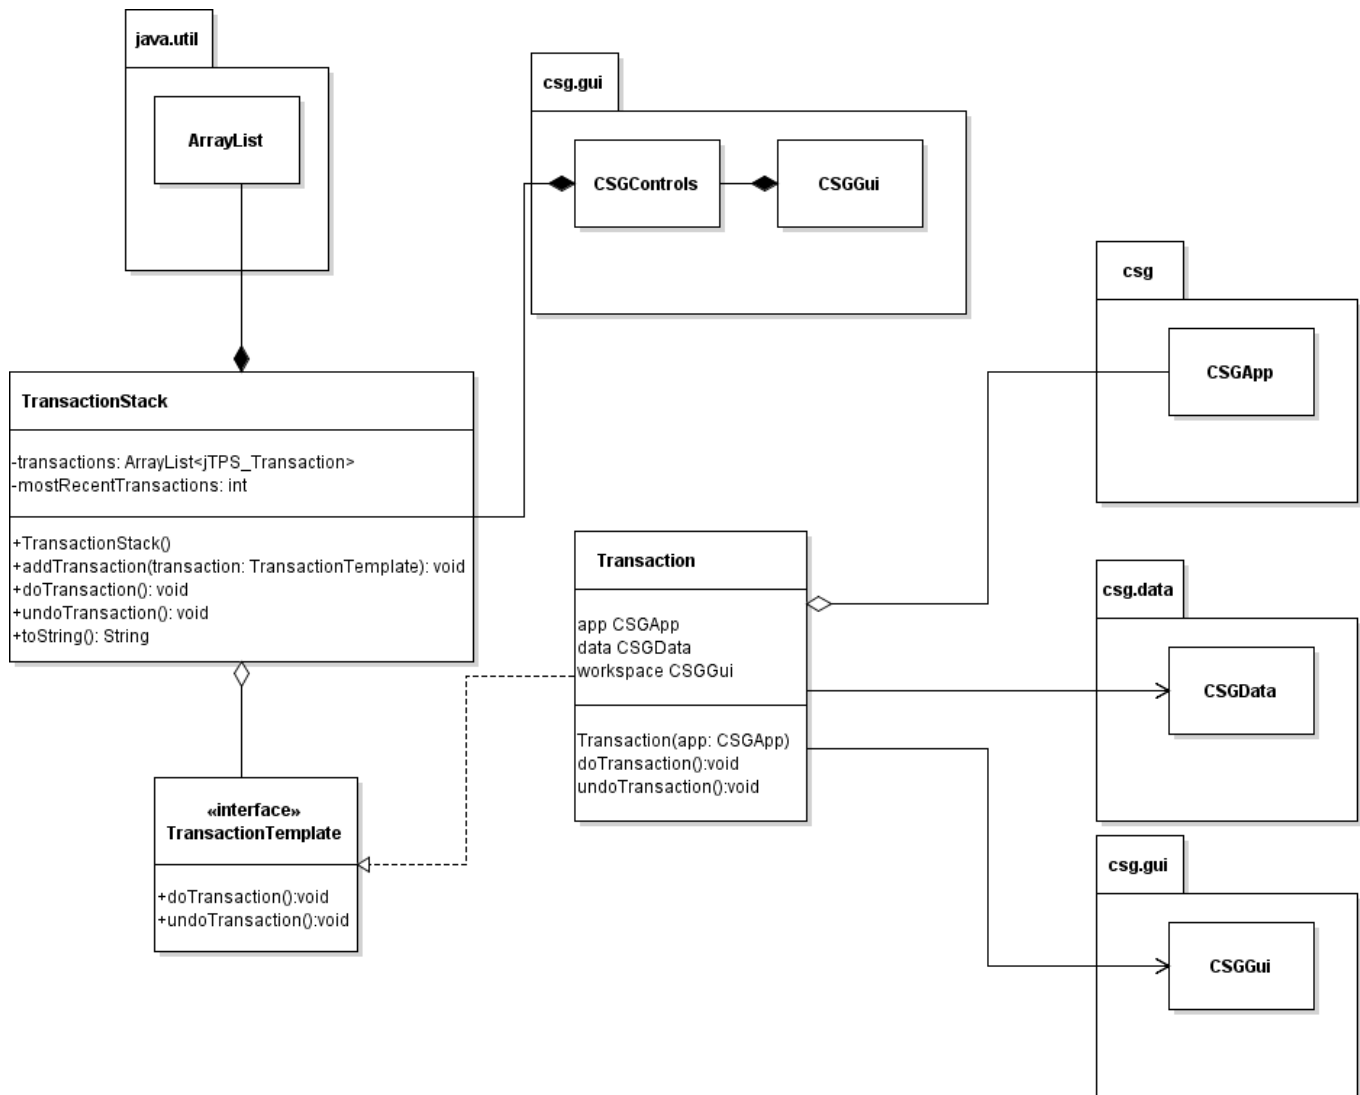 java.util
ArrayList
csg.gui
CSGControls
CSGGui
csg
CSGApp
TransactionStack
-transactions: ArrayList<jTPS_Transaction>
-mostRecentTransactions: int
+TransactionStack()
+addTransaction(transaction: TransactionTemplate): void
+doTransaction(): void
+undoTransaction(): void
+toString(): String
Transaction
app CSGApp
data CSGData
workspace CSGGui
Transaction(app: CSGApp)
doTransaction():void
undoTransaction():void
csg.data
CSGData
«interface»
TransactionTemplate
+doTransaction():void
+undoTransaction():void
csg.gui
CSGGui